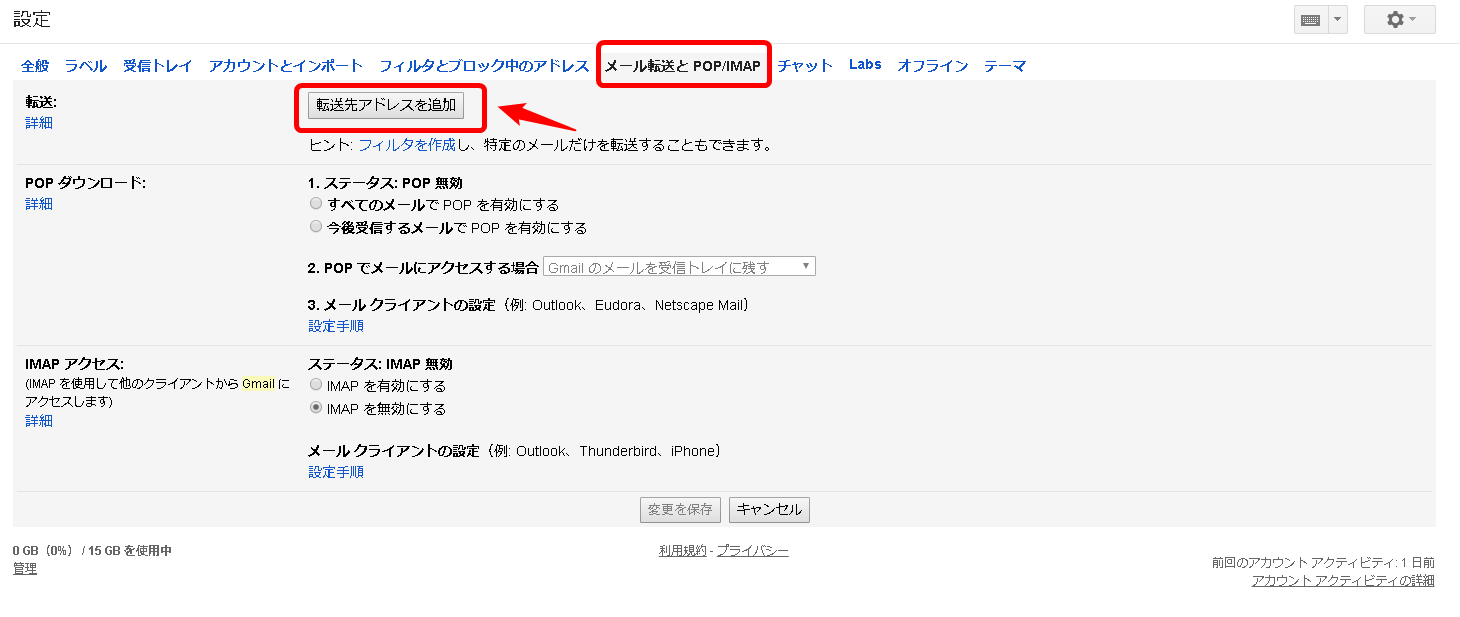 設定
全般 ラベル 受信トレイ アカウントとインポート フィルタとブロック中のアドレス メール転送と POP/IMAP チャット Labs オフライン テーマ
転送:
詳細
転送先アドレスを追加
ヒント: フィルタを作成し、特定のメールだけを転送することもできます。
POP ダウンロード:
詳細
1. ステータス: POP 無効
すべてのメールで POP を有効にする
今後受信するメールで POP を有効にする
2. POP でメールにアクセスする場合 Gmail のメールを受信トレイに残す
3. メール クライアントの設定（例: Outlook、Eudora、Netscape Mail）
設定手順
IMAP アクセス:
(IMAP を使用して他のクライアントから Gmail に
アクセスします)
詳細
ステータス: IMAP 無効
IMAP を有効にする
IMAP を無効にする
メール クライアントの設定（例: Outlook、Thunderbird、iPhone）
設定手順
変更を保存 キャンセル
0 GB（0%） / 15 GB を使用中
管理
利用規約 - プライバシー
前回のアカウント アクティビティ: 1 日前
アカウント アクティビティの詳細